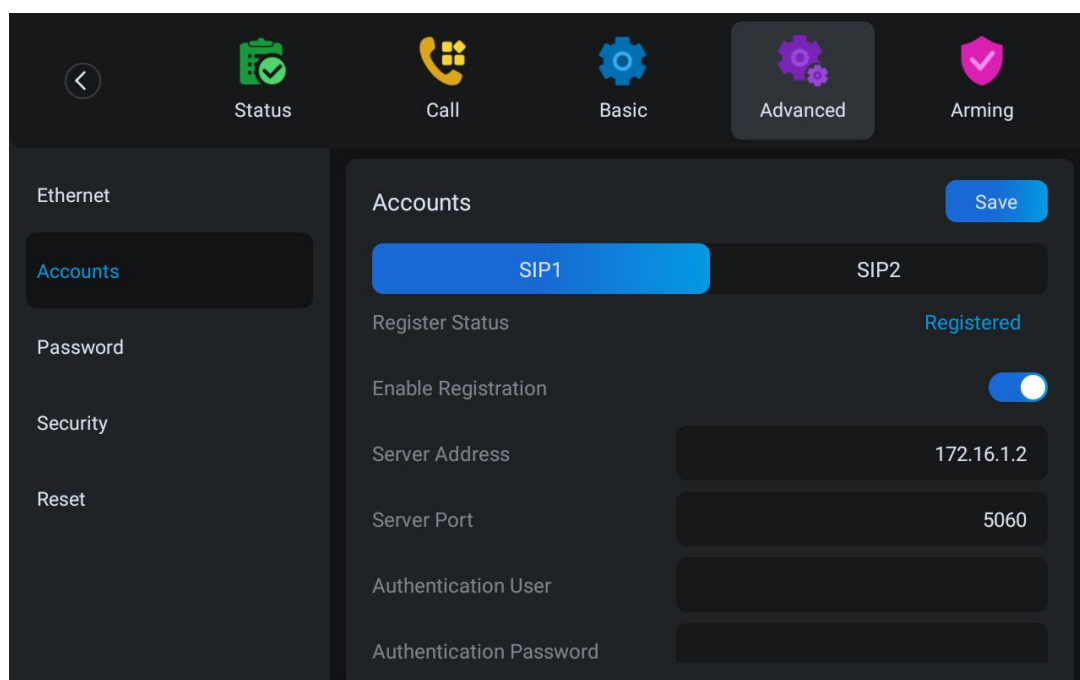 Status Call Basic Advanced Arming
Ethernet
Accounts
Password
Security
Reset
Accounts Save
SIP1 SIP2
Register Status Registered
Enable Registration
Server Address 172.16.1.2
Server Port 5060
Authentication User
Authentication Password